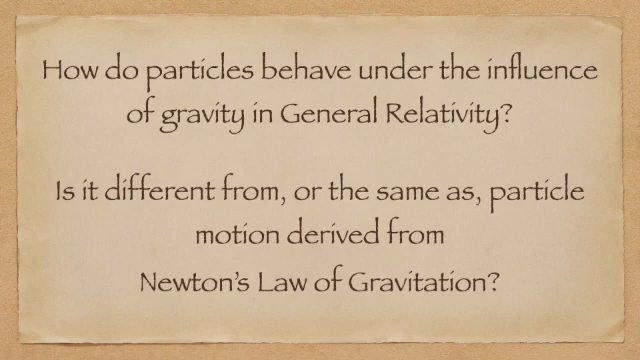 How do particles behave under the influence
of gravity in General Relativity?
Is it different from, or the same as, particle
motion derived from
Newton's Law of Gravitation?